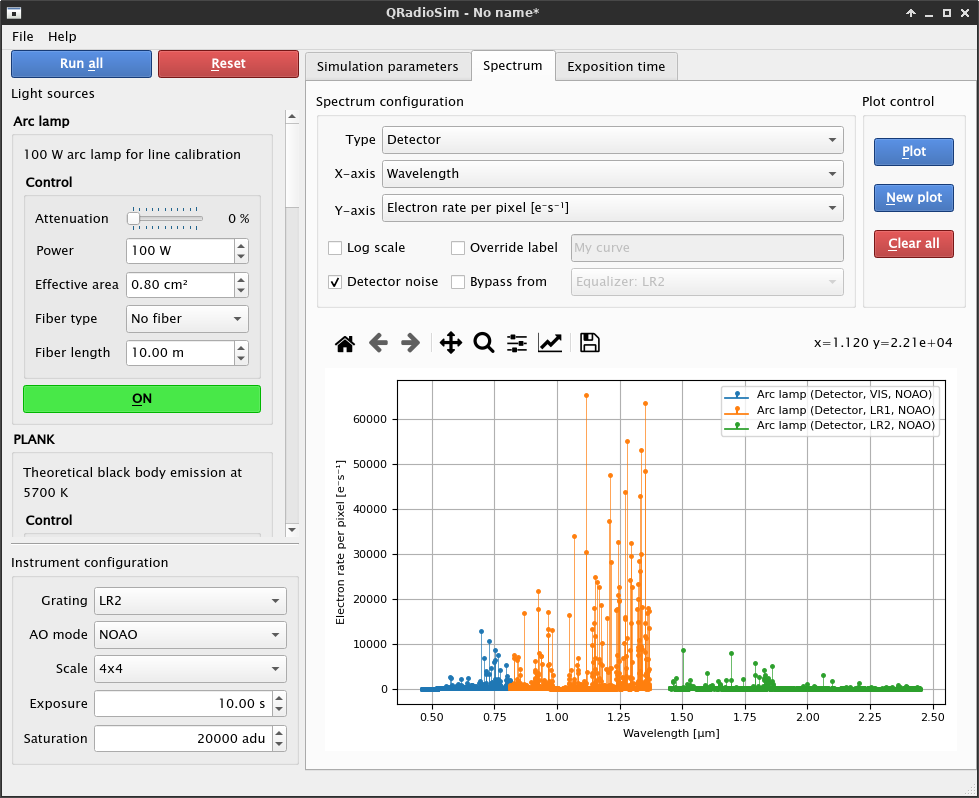 QRadioSim - No name*
File Help
Run all Reset
Light sources
Arc lamp
100 W arc lamp for line calibration
Control
Attenuation 0 %
Power 100 W
Effective area 0.80 cm²
Fiber type No fiber
Fiber length 10.00 m
ON
PLANK
Theoretical black body emission at
5700 K
Control
Instrument configuration
Grating LR2
AO mode NOAO
Scale 4x4
Exposure 10.00 s
Saturation 20000 adu
Simulation parameters Spectrum Exposition time
Spectrum configuration
Type Detector
X-axis Wavelength
Y-axis Electron rate per pixel [e⁻s⁻¹]
Log scale Override label My curve
Detector noise Bypass from Equalizer: LR2
Plot control
Plot
New plot
Clear all
x=1.120 y=2.21e+04
Arc lamp (Detector, VIS, NOAO)
Arc lamp (Detector, LR1, NOAO)
Arc lamp (Detector, LR2, NOAO)
Electron rate per pixel [e⁻s⁻¹]
60000
50000
40000
30000
20000
10000
0
0.50 0.75 1.00 1.25 1.50 1.75 2.00 2.25 2.50
Wavelength [µm]